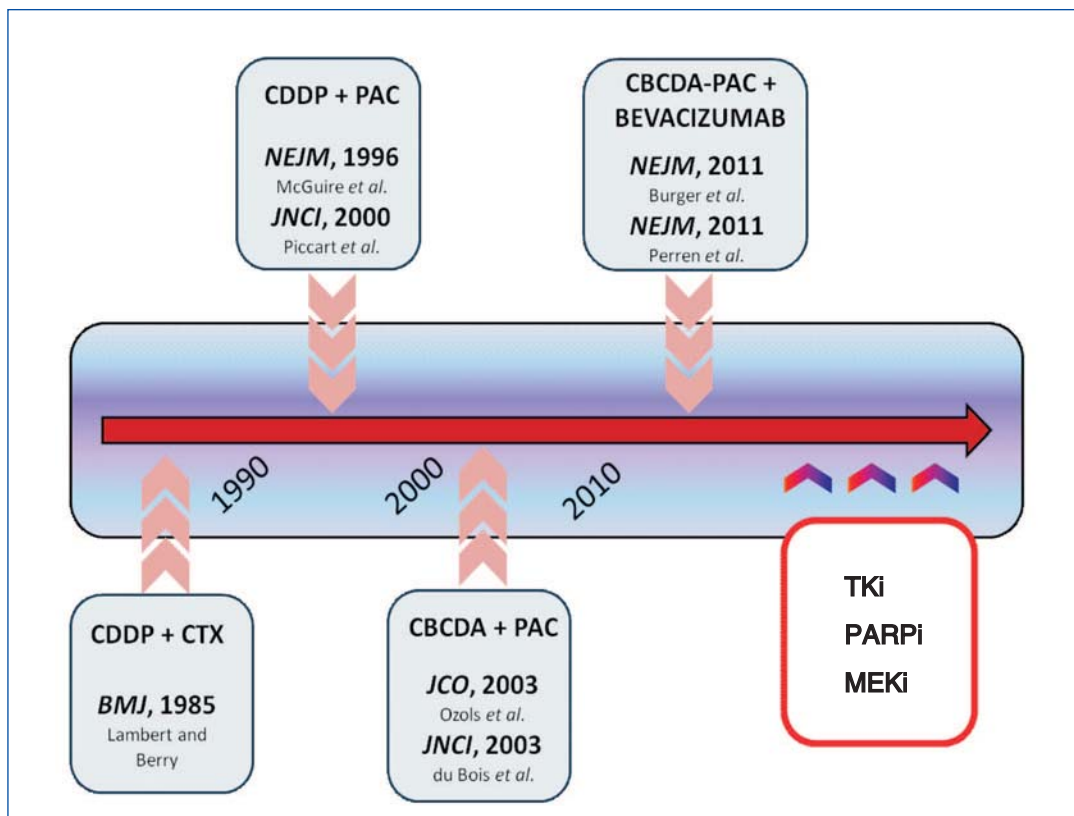 CDDP + PAC
NEJM, 1996
McGuire et al.
JNCI, 2000
Piccart et al.
CBCDA-PAC +
BEVACIZUMAB
NEJM, 2011
Burger et al.
NEJM, 2011
Perren et al.
1990
2000
2010
CDDP + CTX
BMJ, 1985
Lambert and
Berry
CBCDA + PAC
JCO, 2003
Ozols et al.
JNCI, 2003
du Bois et al.
TKi
PARPi
MEKi